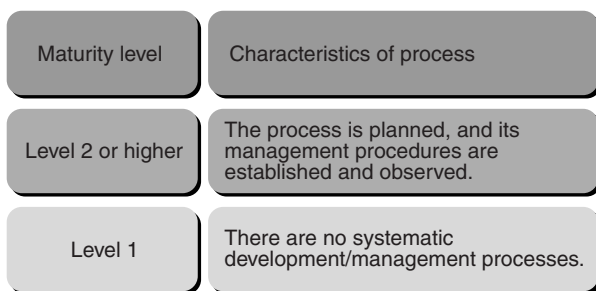 Maturity level
Characteristics of process
Level 2 or higher
The process is planned, and its
management procedures are
established and observed.
Level 1
There are no systematic
development/management processes.